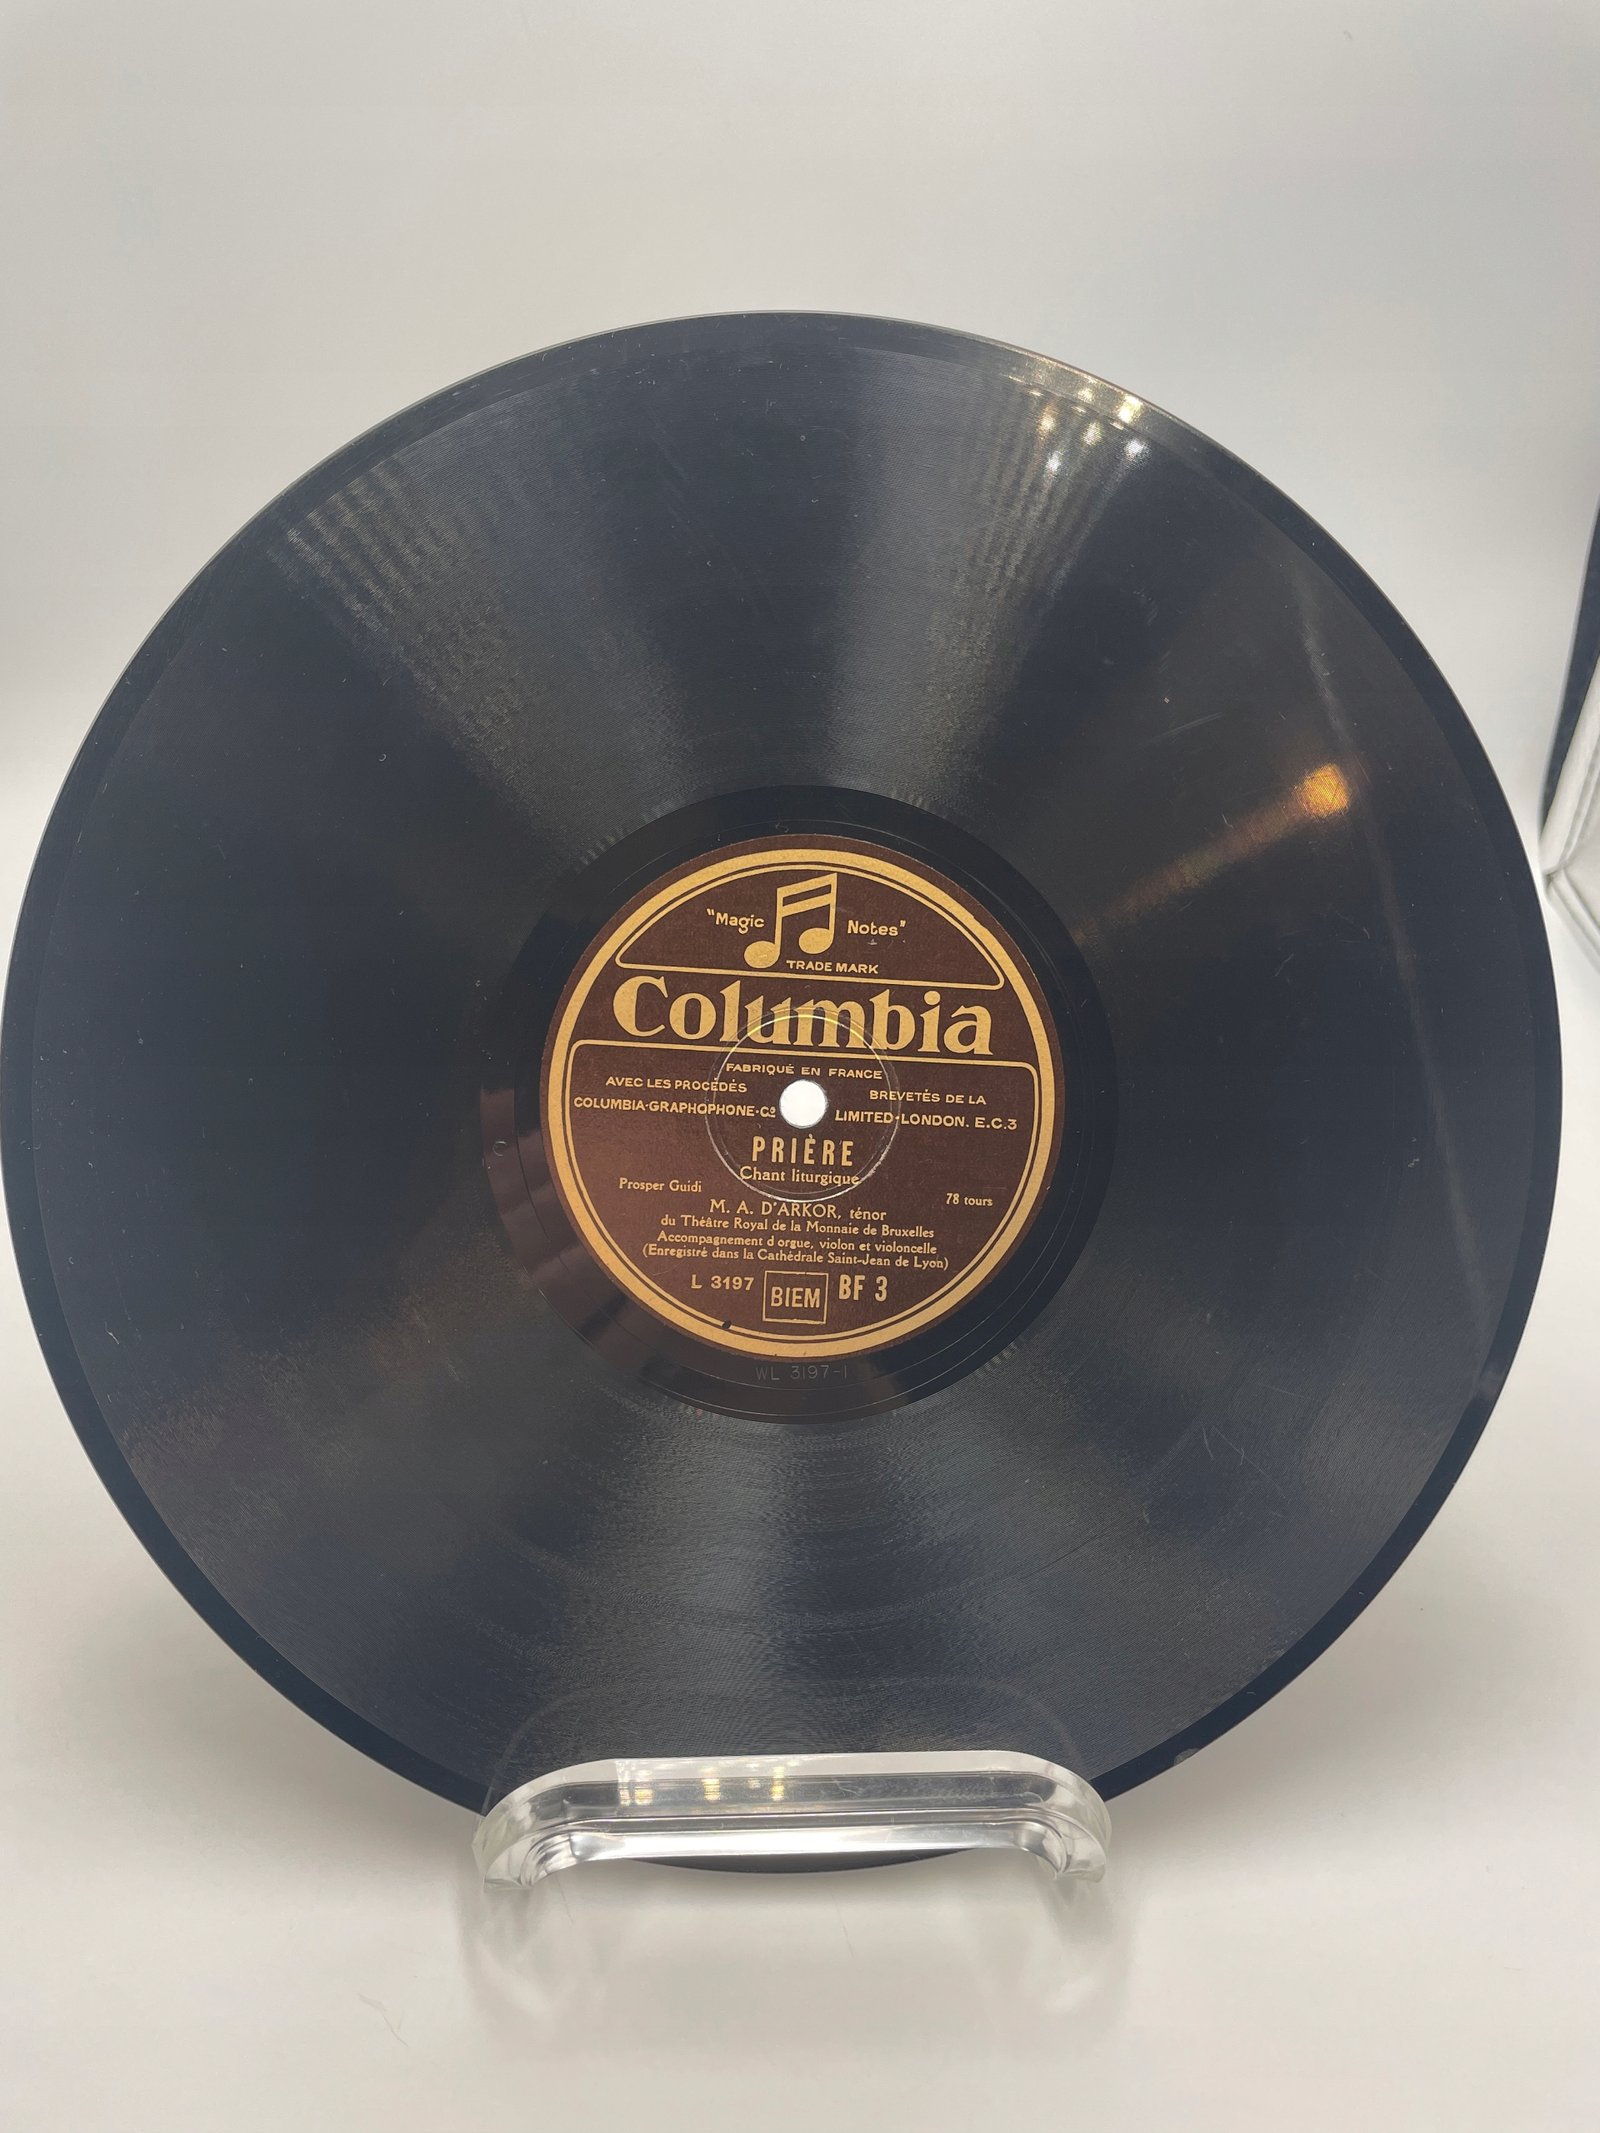 "Magic Notes"
TRADE MARK
Columbia
FABRIQUÉ EN FRANCE
AVEC LES PROCÉDÉS BREVETÉS DE LA
COLUMBIA-GRAPHOPHONE-Co LIMITED-LONDON. E.C.3
PRIÈRE
Chant liturgique
Prosper Guidi 78 tours
M. A. D'ARKOR, ténor
du Théâtre Royal de la Monnaie de Bruxelles
Accompagnement d'orgue, violon et violoncelle
(Enregistré dans la Cathédrale Saint-Jean de Lyon)
L 3197 BIEM BF 3
WL 3197-1